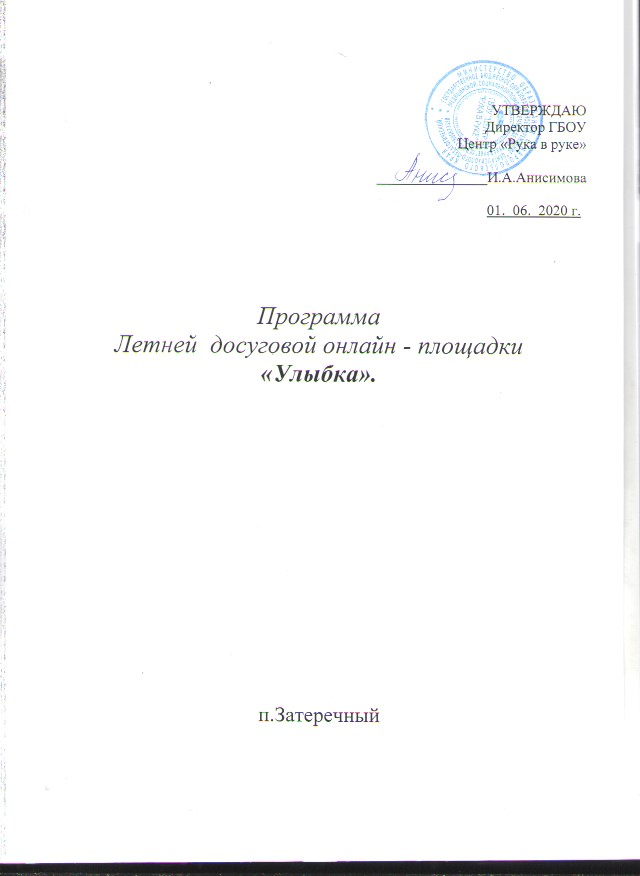 УТВЕРЖДАЮ
Директор ГБОУ
Центр «Рука в руке»
И.А.Анисимова
01. 06. 2020 г.
Программа
Летней досуговой онлайн - площадки
«Улыбка».
п.Затеречный